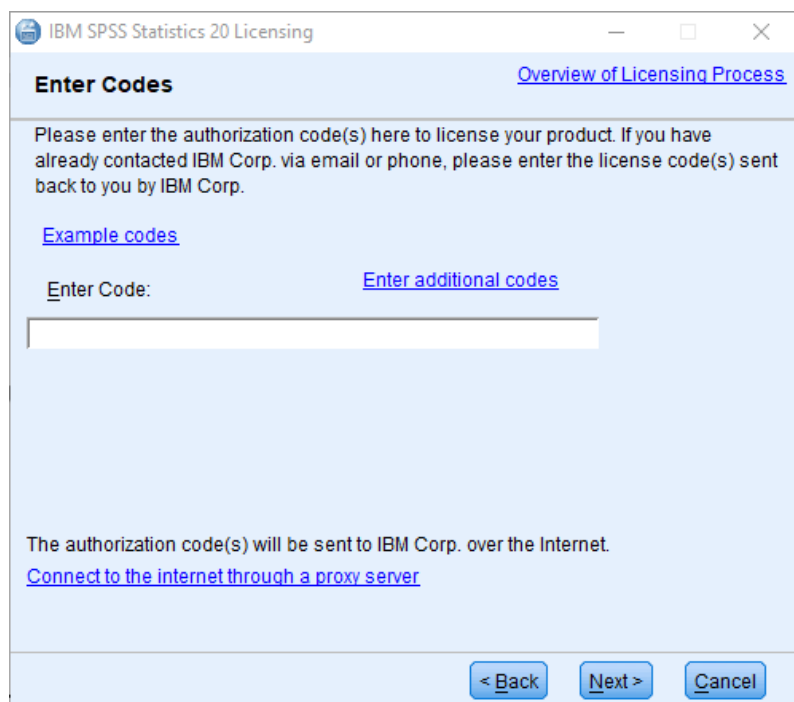 IBM SPSS Statistics 20 Licensing
Enter Codes
Overview of Licensing Process
Please enter the authorization code(s) here to license your product. If you have
already contacted IBM Corp. via email or phone, please enter the license code(s) sent
back to you by IBM Corp.
Example codes
Enter Code:
Enter additional codes
The authorization code(s) will be sent to IBM Corp. over the Internet.
Connect to the internet through a proxy server
< Back
Next >
Cancel